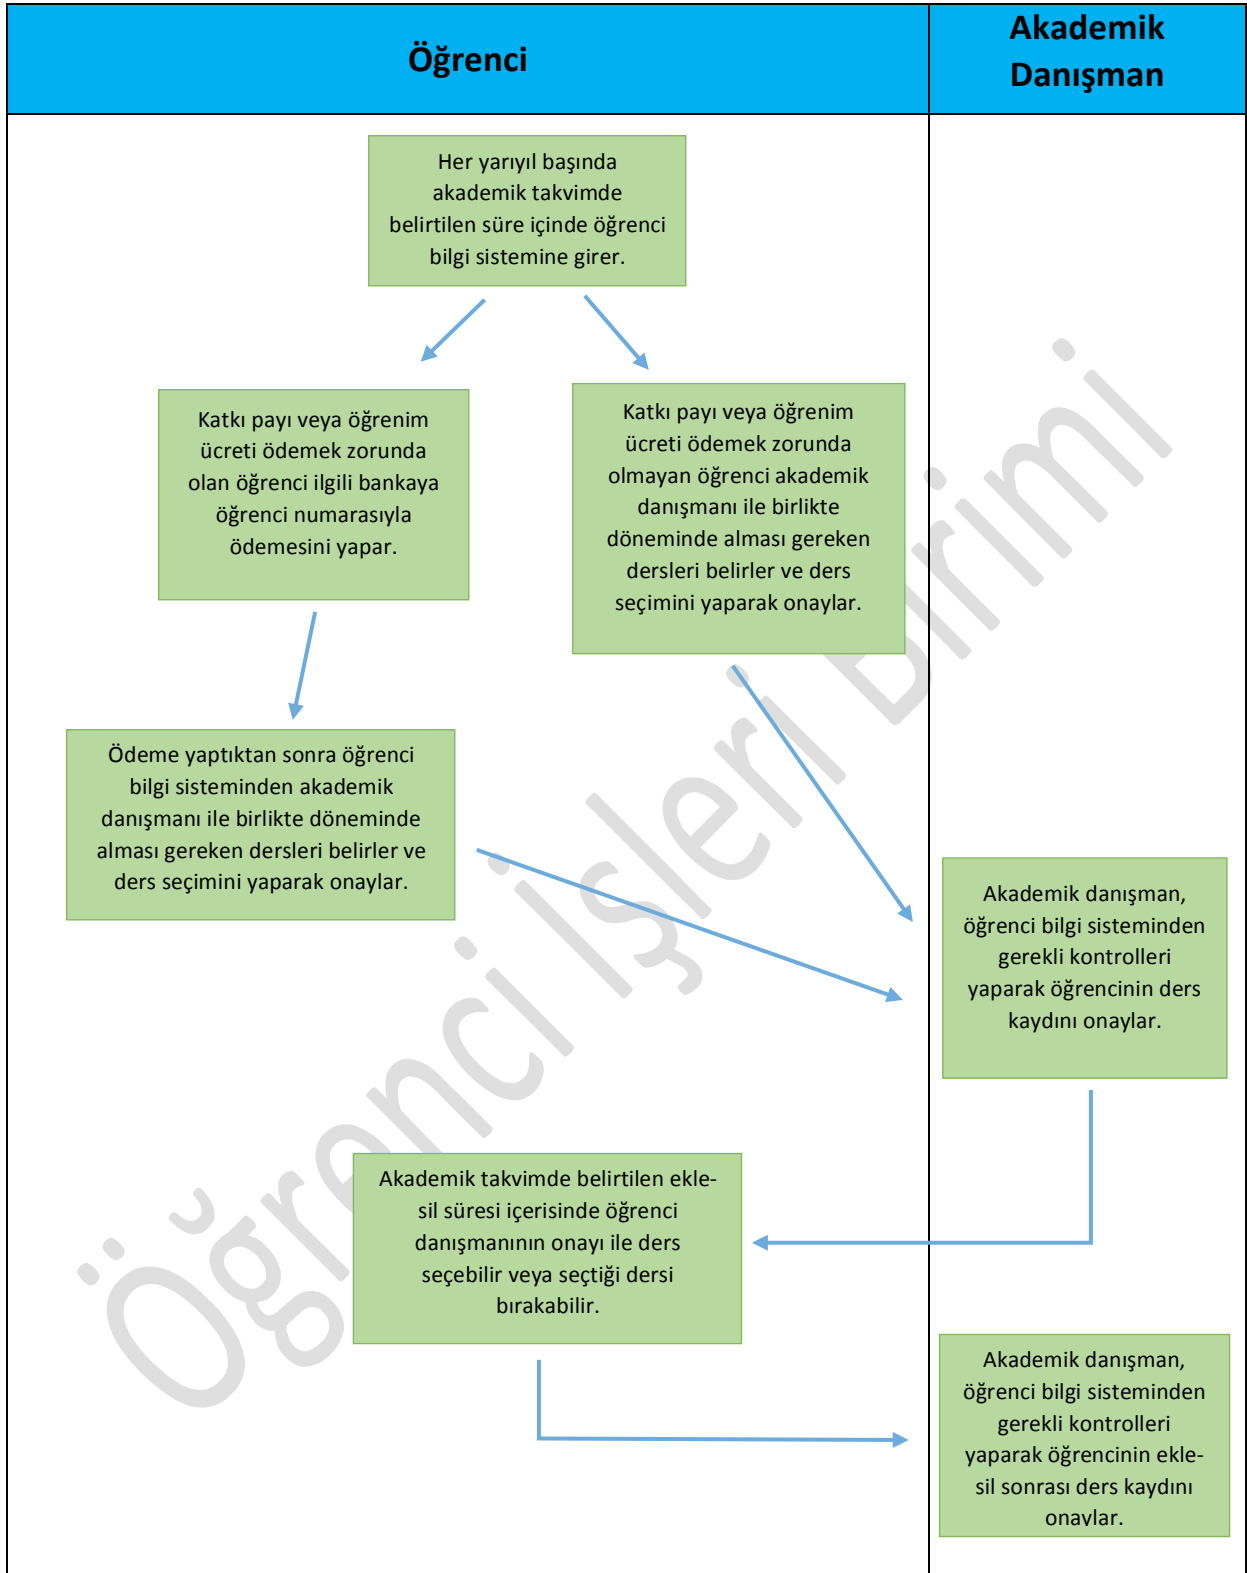 Öğrenci
Akademik
Danışman
Her yarıyıl başında
akademik takvimde
belirtilen süre içinde öğrenci
bilgi sistemine girer.
Katkı payı veya öğrenim
ücreti ödemek zorunda
olan öğrenci ilgili bankaya
öğrenci numarasıyla
ödemesini yapar.
Katkı payı veya öğrenim
ücreti ödemek zorunda
olmayan öğrenci akademik
danışmanı ile birlikte
döneminde alması gereken
dersleri belirler ve ders
seçimini yaparak onaylar.
Ödeme yaptıktan sonra öğrenci
bilgi sisteminden akademik
danışmanı ile birlikte döneminde
alması gereken dersleri belirler ve
ders seçimini yaparak onaylar.
Akademik danışman,
öğrenci bilgi sisteminden
gerekli kontrolleri
yaparak öğrencinin ders
kaydını onaylar.
Akademik takvimde belirtilen ekle-
sil süresi içerisinde öğrenci
danışmanının onayı ile ders
seçebilir veya seçtiği dersi
bırakabilir.
Akademik danışman,
öğrenci bilgi sisteminden
gerekli kontrolleri
yaparak öğrencinin ekle-
sil sonrası ders kaydını
onaylar.
Öğrenci İşleri Birimi